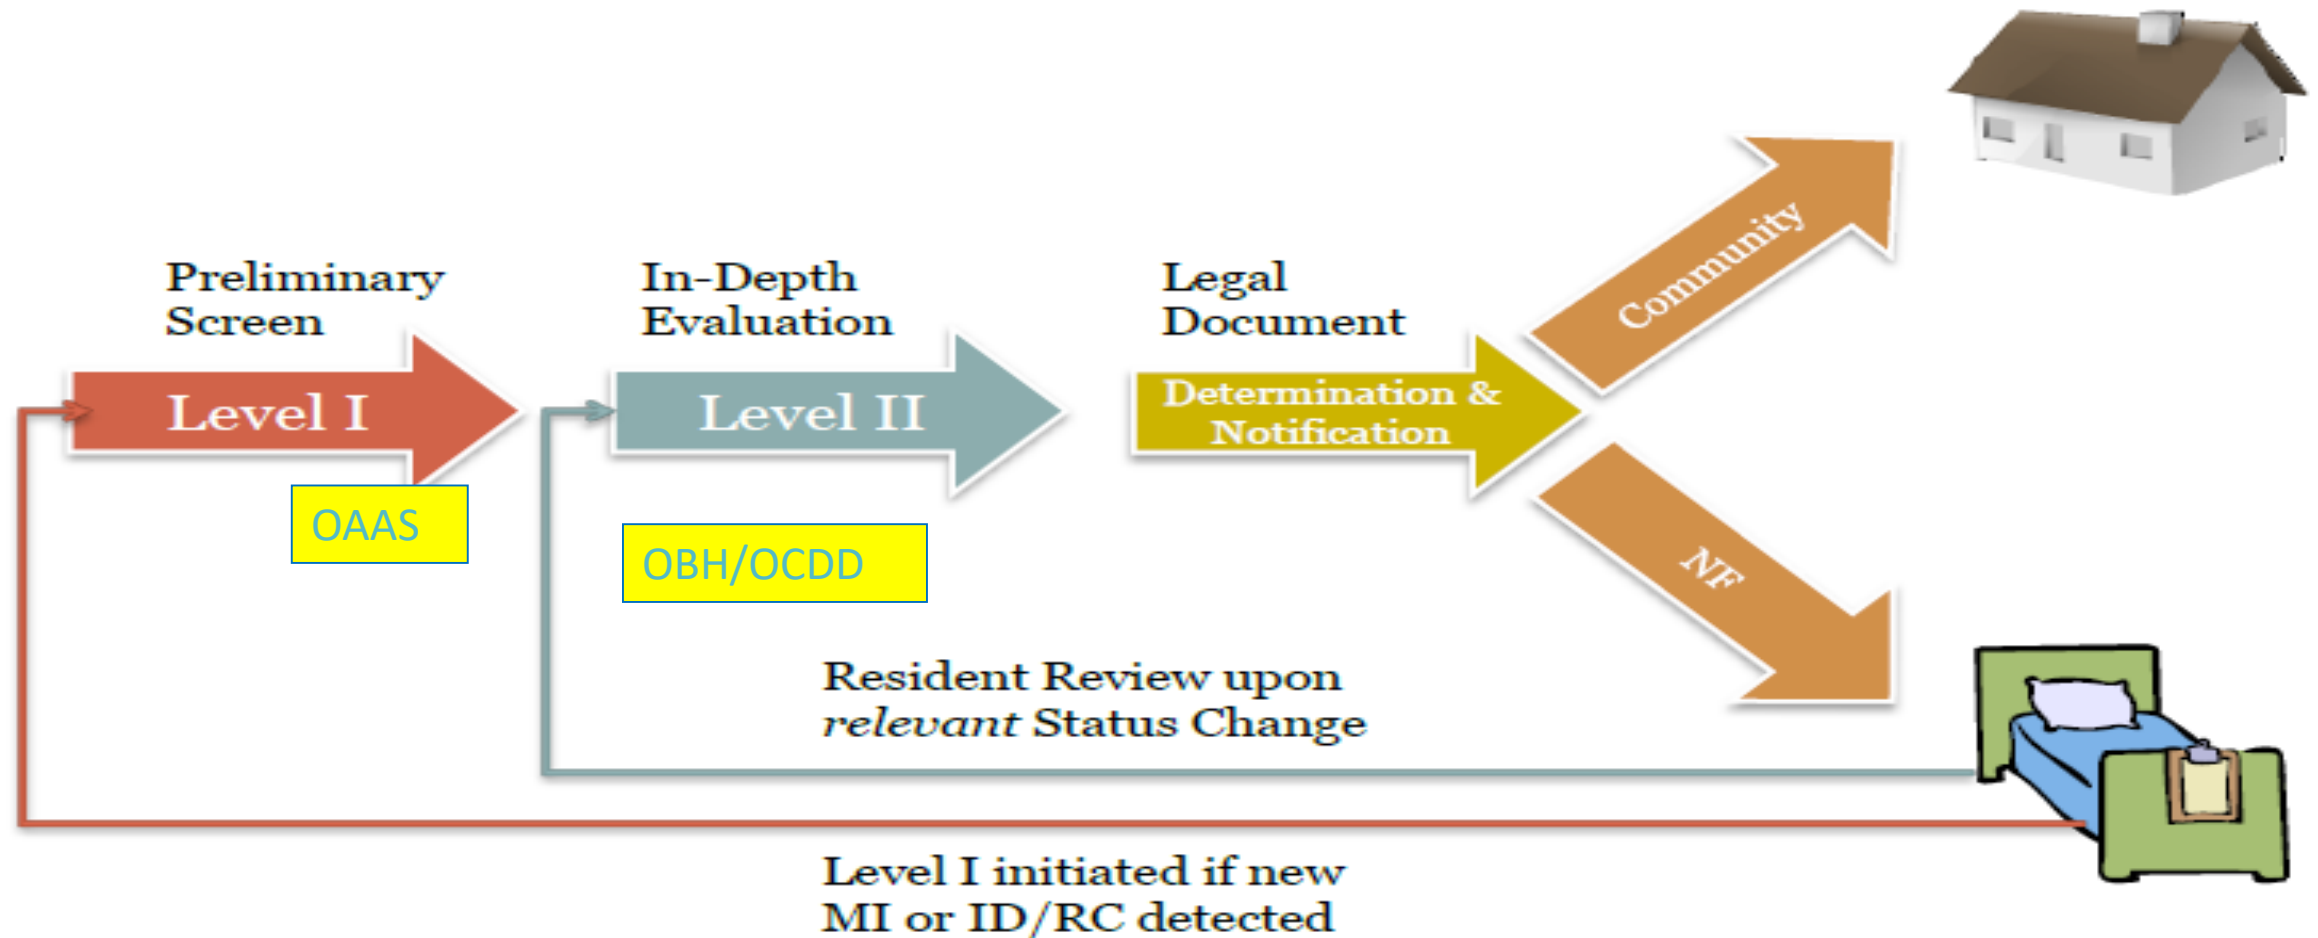 Preliminary
Screen
Level I
OAAS
In-Depth
Evaluation
Level II
OBH/OCDD
Legal
Document
Determination &
Notification
Community
NF
Resident Review upon
relevant Status Change
Level I initiated if new
MI or ID/RC detected